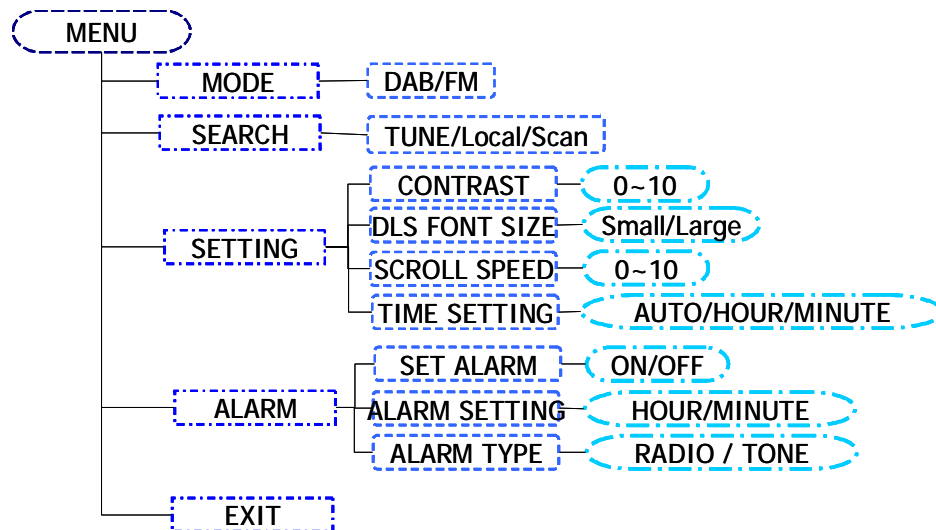 MENU
MODE DAB/FM
SEARCH TUNE/Local/Scan
CONTRAST 0~10
DLS FONT SIZE Small/Large
SETTING
SCROLL SPEED 0~10
TIME SETTING AUTO/HOUR/MINUTE
SET ALARM ON/OFF
ALARM ALARM SETTING HOUR/MINUTE
ALARM TYPE RADIO / TONE
EXIT